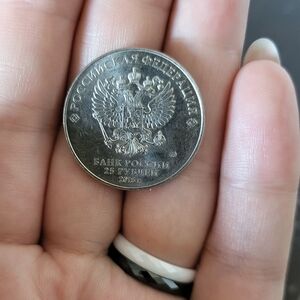 РОССИЙСКАЯ ФЕДЕРАЦИЯ
БАНК РОССИИ
25 РУБЛЕЙ